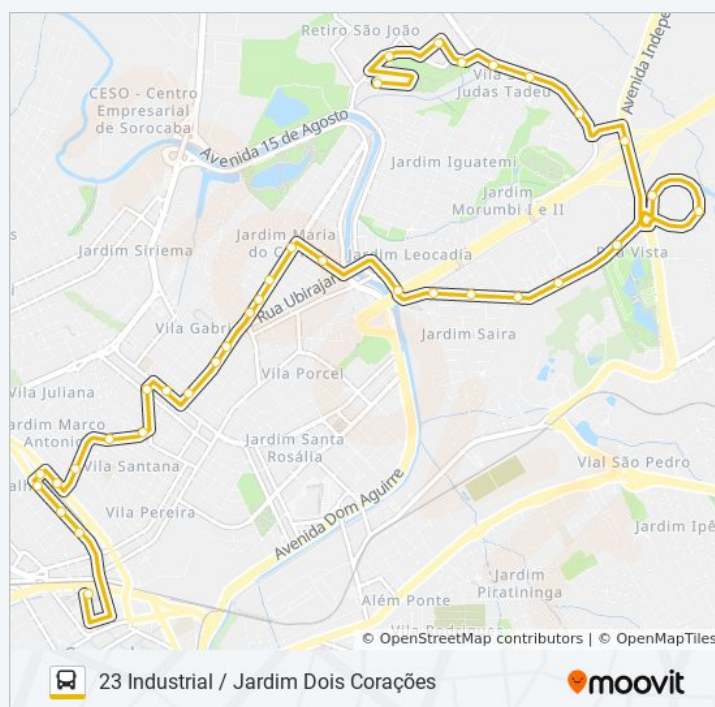 Retiro São João
CESO - Centro
Empresarial
de Sorocaba
Avenida 15 de Agosto
Judas Tadeu
Avenida Indepe
Jardim Iguatemi
Jardim
Morumbi I e II
Jardim Maria
do C
Jardim Siriema
Jardim Leocadia
Vista
Rua Ubirajar
Vila Gabri
Jardim Saira
Vila Porcel
Vila Juliana
Jardim Marco
Antonio
Jardim Santa
Rosália
Vila Santana
Vial São Pedro
Vila Pereira
Avenida Dom Aguirre
Jardim Ipê
Jardim
Piratininga
Além Ponte
© OpenStreetMap contributors | © OpenMapTiles
23 Industrial / Jardim Dois Corações
moovit